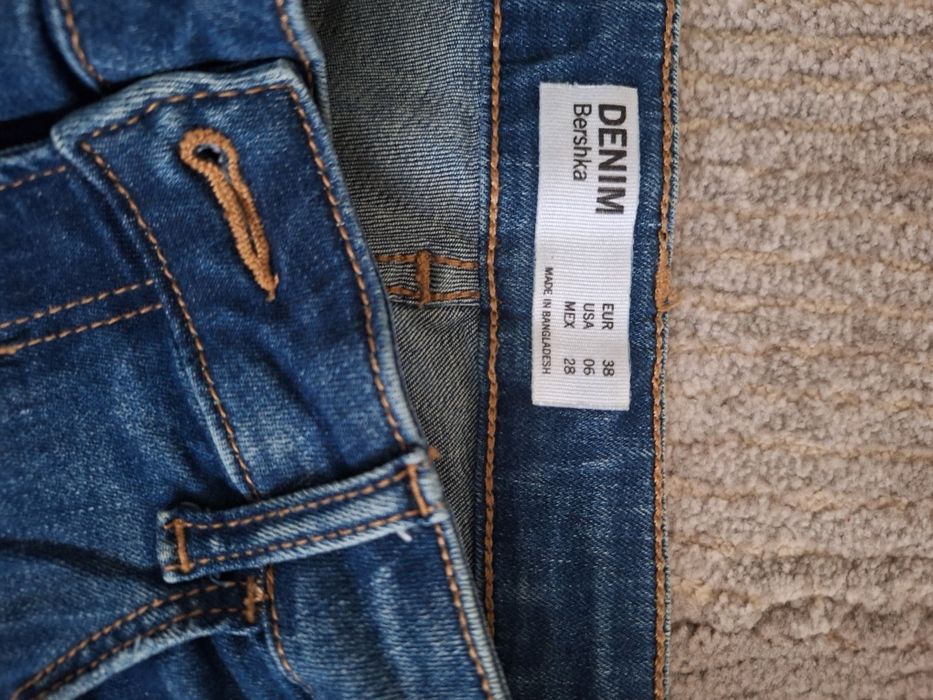 DENIM
Bershka
EUR 38
USA 06
MEX 28
MADE IN BANGLADESH